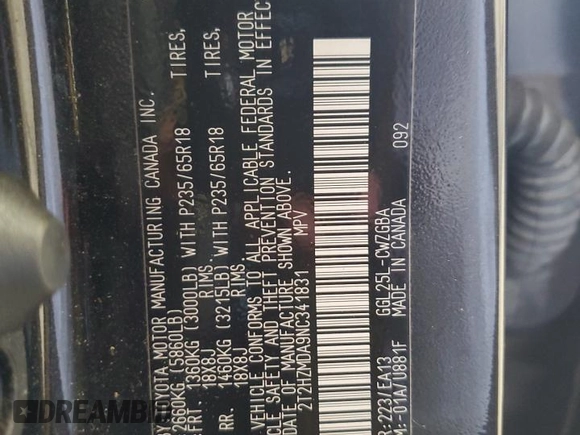 BY TOYOTA MOTOR MANUFACTURING CANADA INC.
2660KG (5860LB)
FRT. 1360KG (3000LB) WITH P235/65R18 TIRES,
18X8J RIMS
RR. 1460KG (3215LB) WITH P235/65R18 TIRES,
18X8J RIMS
VEHICLE CONFORMS TO ALL APPLICABLE FEDERAL MOTOR
VEHICLE SAFETY AND THEFT PREVENTION STANDARDS IN EFFEC
DATE OF MANUFACTURE SHOWN ABOVE.
2T2HZMDA9NC341831 MPV
R:223/EA13 GGL25L-CWZGBA
M:-01A/U881F MADE IN CANADA 092
DREAMBID